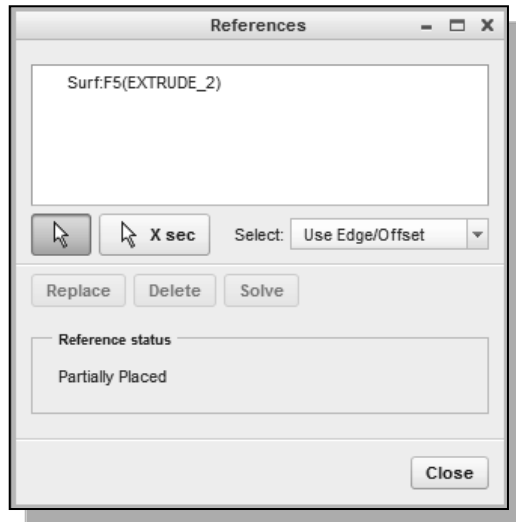 References
Surf:F5(EXTRUDE_2)
X sec Select: Use Edge/Offset
Replace Delete Solve
Reference status
Partially Placed
Close